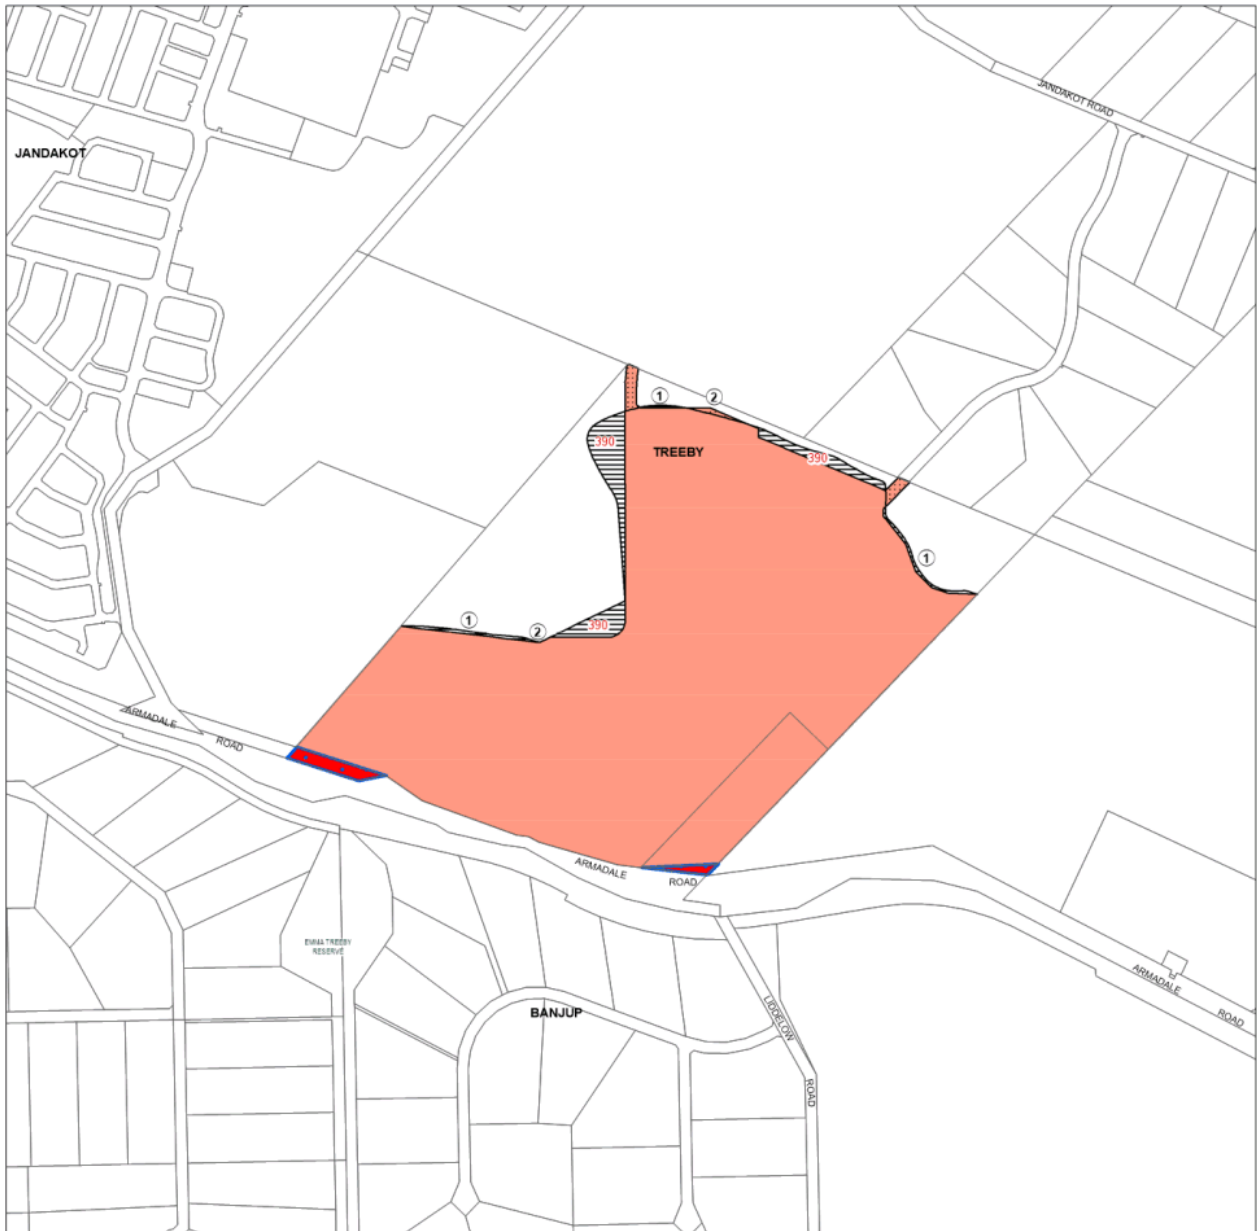 JANDAKOT ROAD
JANDAKOT
1
2
390
TREEBY
390
1
1
2
390
ARMADALE
ROAD
ARMADALE
ROAD
EMMA TREEBY
RESERVE
ARMADALE
ROAD
LIDDELOW
ROAD
BANJUP